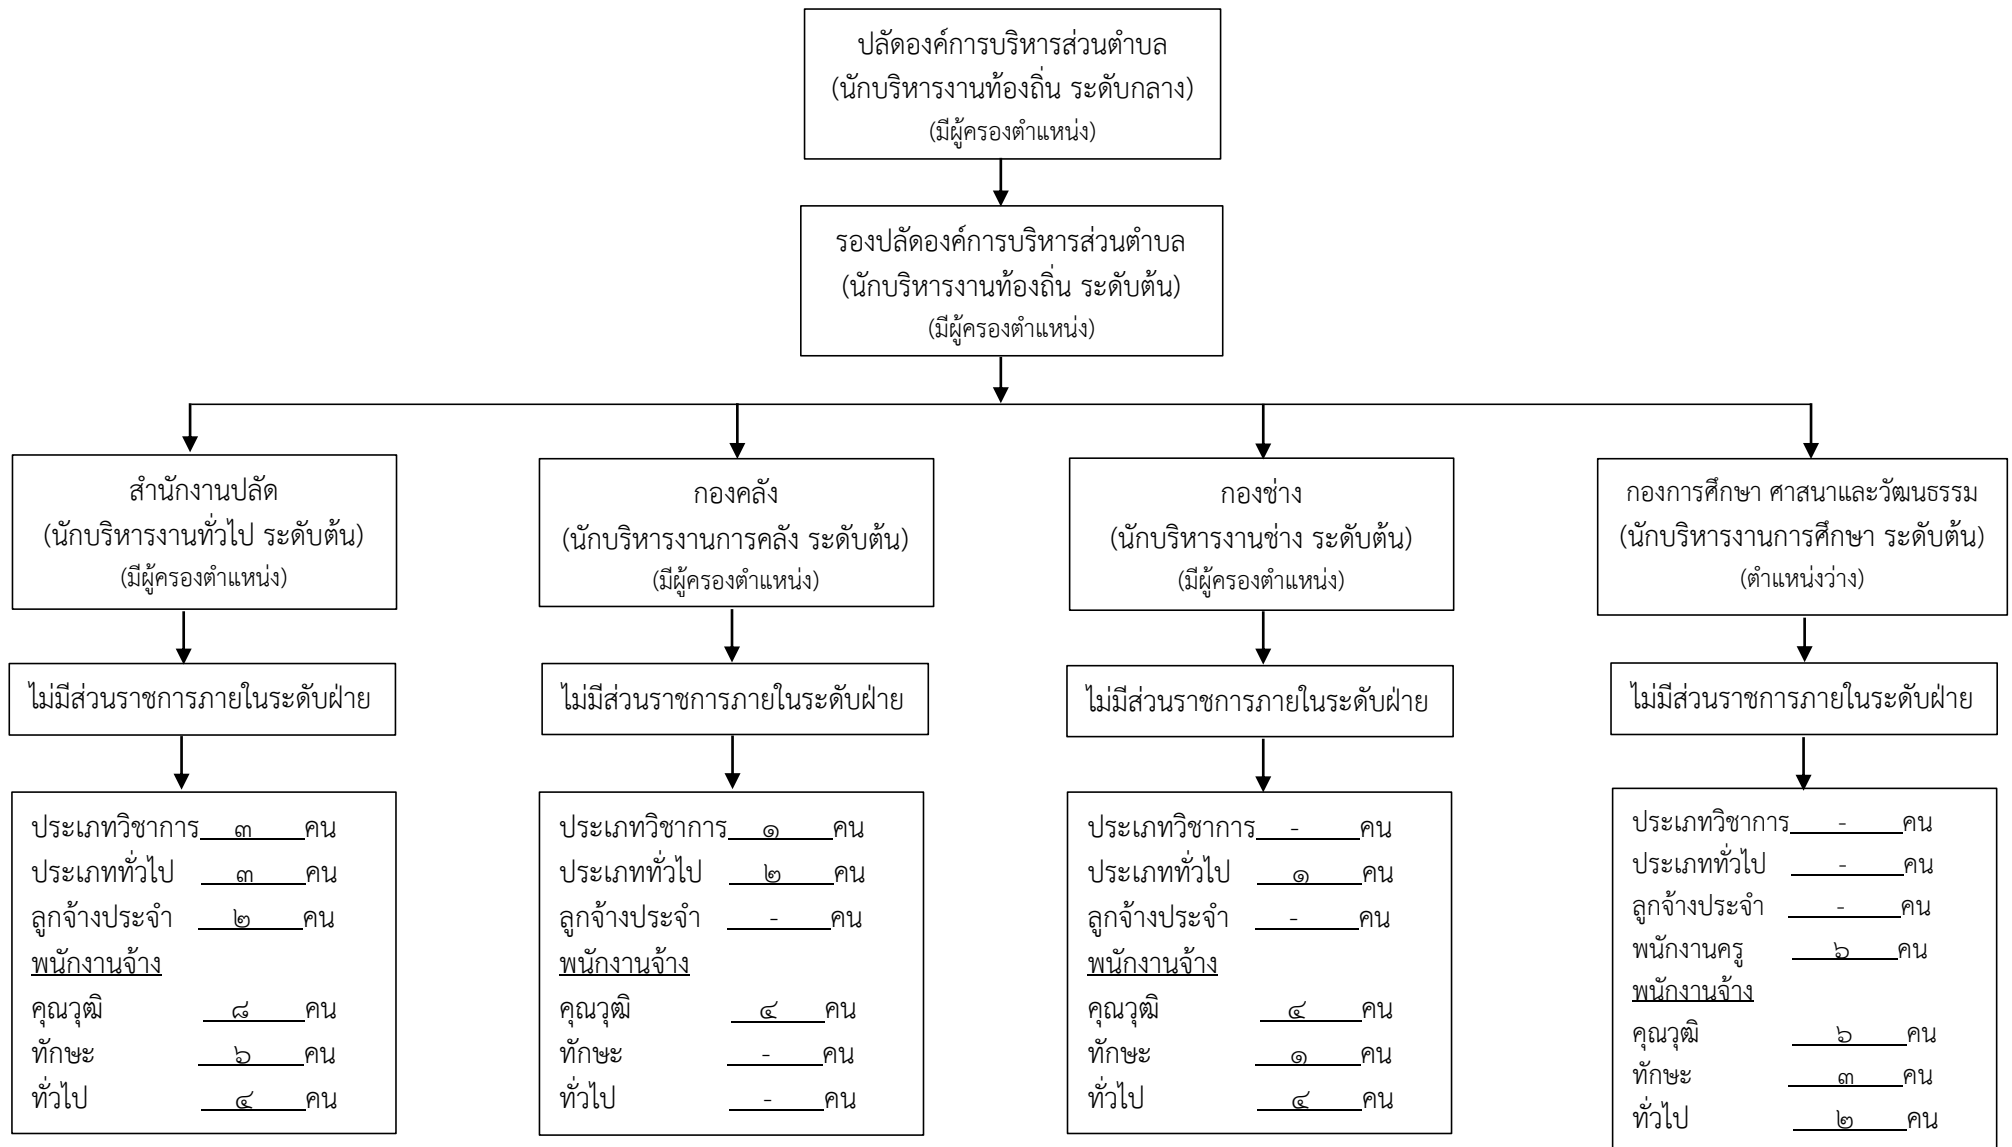 ปลัดองค์การบริหารส่วนตำบล
(นักบริหารงานท้องถิ่น ระดับกลาง)
(มีผู้ครองตำแหน่ง)
รองปลัดองค์การบริหารส่วนตำบล
(นักบริหารงานท้องถิ่น ระดับต้น)
(มีผู้ครองตำแหน่ง)
สำนักงานปลัด
(นักบริหารงานทั่วไป ระดับต้น)
(มีผู้ครองตำแหน่ง)
ไม่มีส่วนราชการภายในระดับฝ่าย
ประเภทวิชาการ ๓ คน
ประเภททั่วไป ๓ คน
ลูกจ้างประจำ ๒ คน
พนักงานจ้าง
คุณวุฒิ ๘ คน
ทักษะ ๖ คน
ทั่วไป ๔ คน
กองคลัง
(นักบริหารงานการคลัง ระดับต้น)
(มีผู้ครองตำแหน่ง)
ไม่มีส่วนราชการภายในระดับฝ่าย
ประเภทวิชาการ ๑ คน
ประเภททั่วไป ๒ คน
ลูกจ้างประจำ - คน
พนักงานจ้าง
คุณวุฒิ ๔ คน
ทักษะ - คน
ทั่วไป - คน
กองช่าง
(นักบริหารงานช่าง ระดับต้น)
(มีผู้ครองตำแหน่ง)
ไม่มีส่วนราชการภายในระดับฝ่าย
ประเภทวิชาการ - คน
ประเภททั่วไป ๑ คน
ลูกจ้างประจำ - คน
พนักงานจ้าง
คุณวุฒิ ๔ คน
ทักษะ ๑ คน
ทั่วไป ๔ คน
กองการศึกษา ศาสนาและวัฒนธรรม
(นักบริหารงานการศึกษา ระดับต้น)
(ตำแหน่งว่าง)
ไม่มีส่วนราชการภายในระดับฝ่าย
ประเภทวิชาการ - คน
ประเภททั่วไป - คน
ลูกจ้างประจำ - คน
พนักงานครู ๖ คน
พนักงานจ้าง
คุณวุฒิ ๖ คน
ทักษะ ๓ คน
ทั่วไป ๒ คน